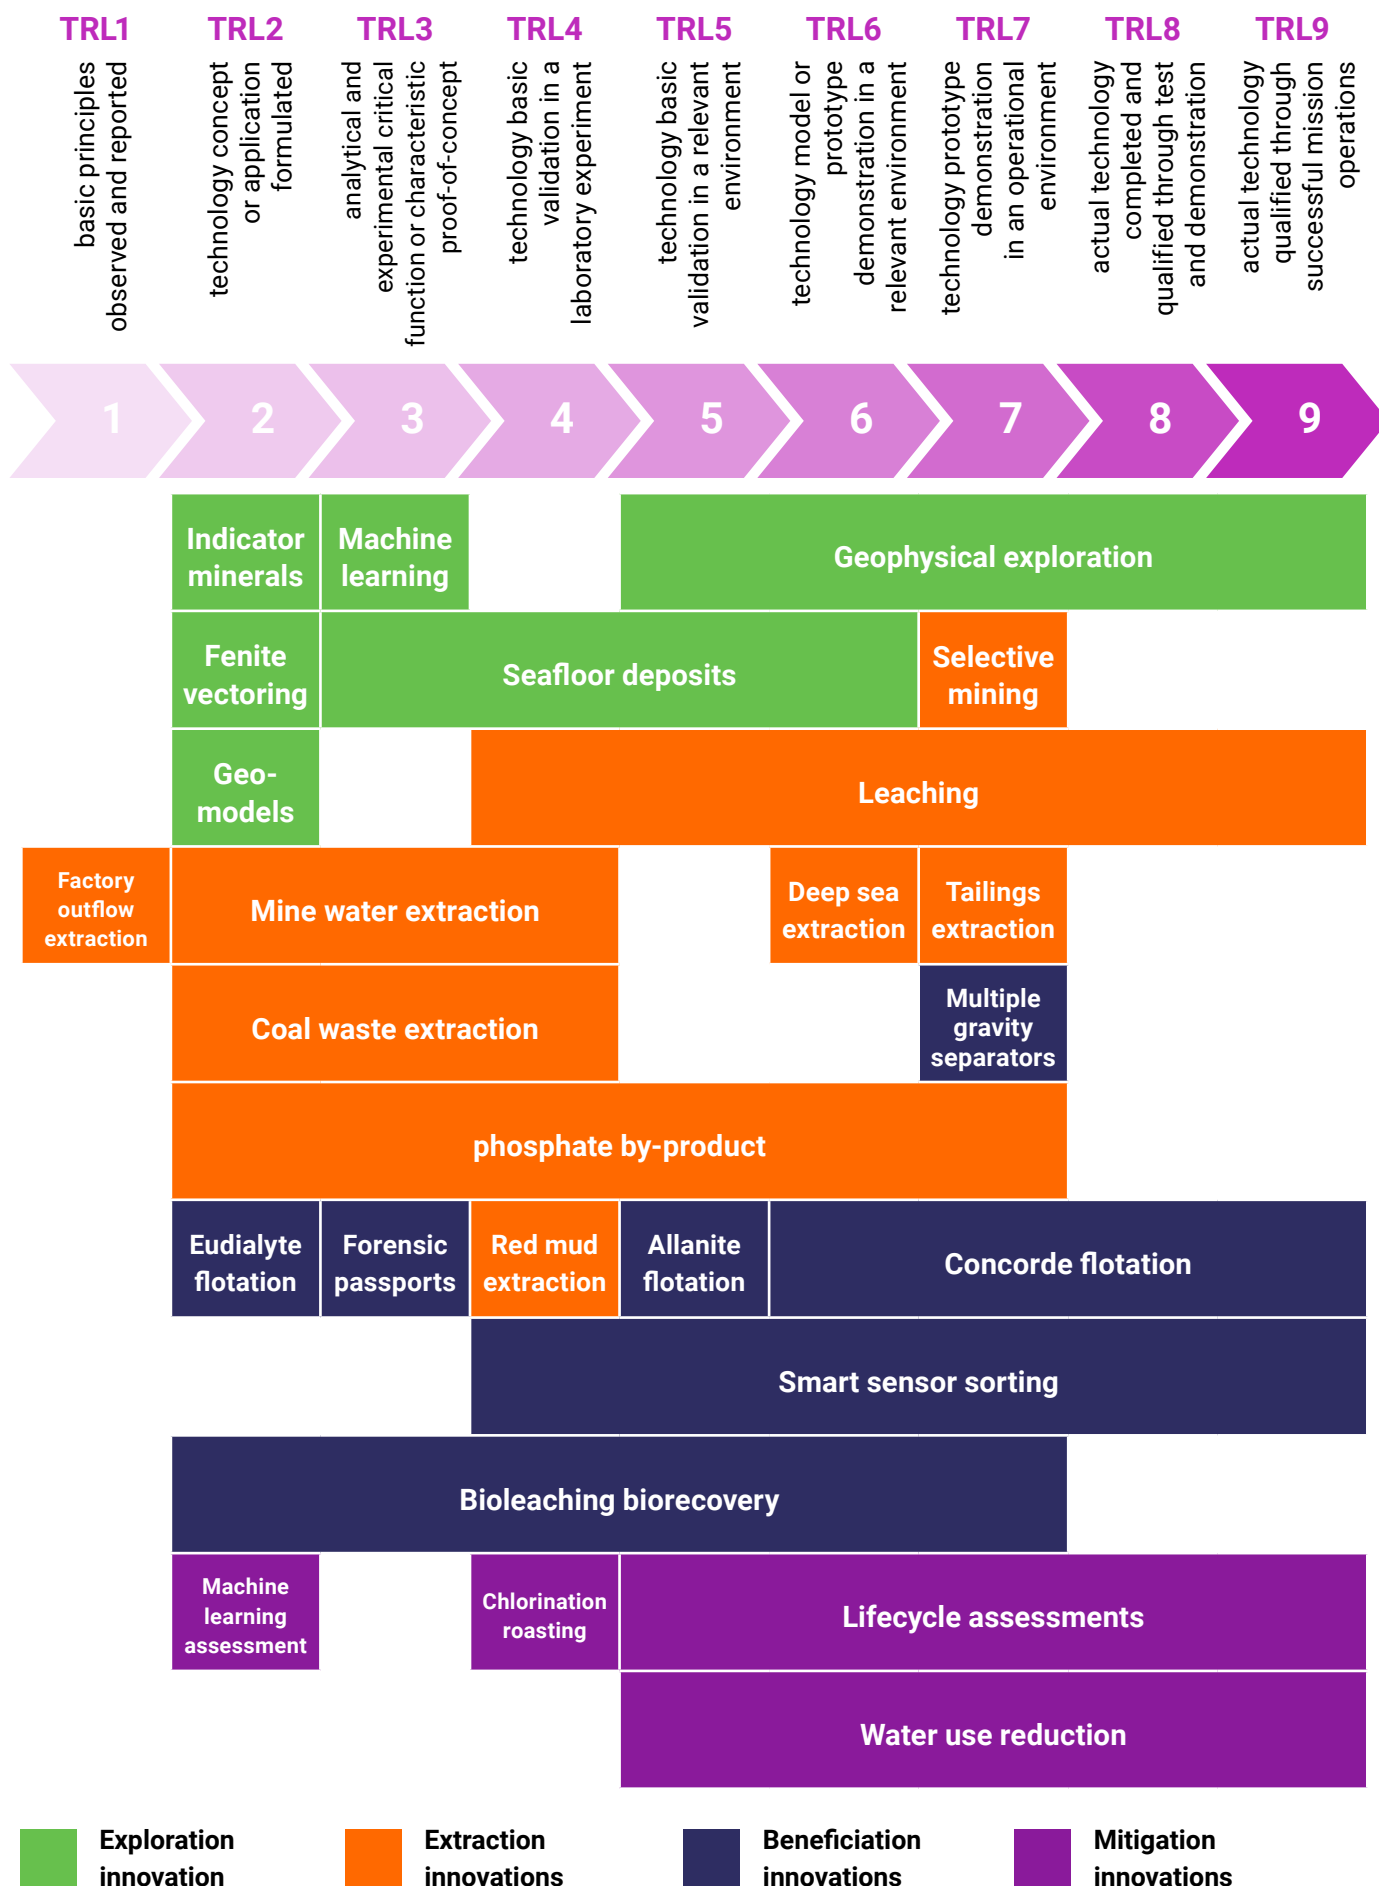 TRL1
TRL2
TRL3
TRL4
TRL5
TRL6
TRL7
TRL8
TRL9
basic principles
observed and reported
technology concept
or application
formulated
analytical and
experimental critical
function or characteristic
proof-of-concept
technology basic
validation in a
laboratory experiment
technology basic
validation in a relevant
environment
technology model or
prototype
demonstration in a
relevant environment
technology prototype
demonstration
in an operational
environment
actual technology
completed and
qualified through test
and demonstration
actual technology
qualified through
successful mission
operations
1
2
3
4
5
6
7
8
9
Indicator
minerals
Machine
learning
Geophysical exploration
Fenite
vectoring
Seafloor deposits
Selective
mining
Geo-
models
Leaching
Factory
outflow
extraction
Mine water extraction
Deep sea
extraction
Tailings
extraction
Coal waste extraction
Multiple
gravity
separators
phosphate by-product
Eudialyte
flotation
Forensic
passports
Red mud
extraction
Allanite
flotation
Concorde flotation
Smart sensor sorting
Bioleaching biorecovery
Machine
learning
assessment
Chlorination
roasting
Lifecycle assessments
Water use reduction
Exploration
innovation
Extraction
innovations
Beneficiation
innovations
Mitigation
innovations